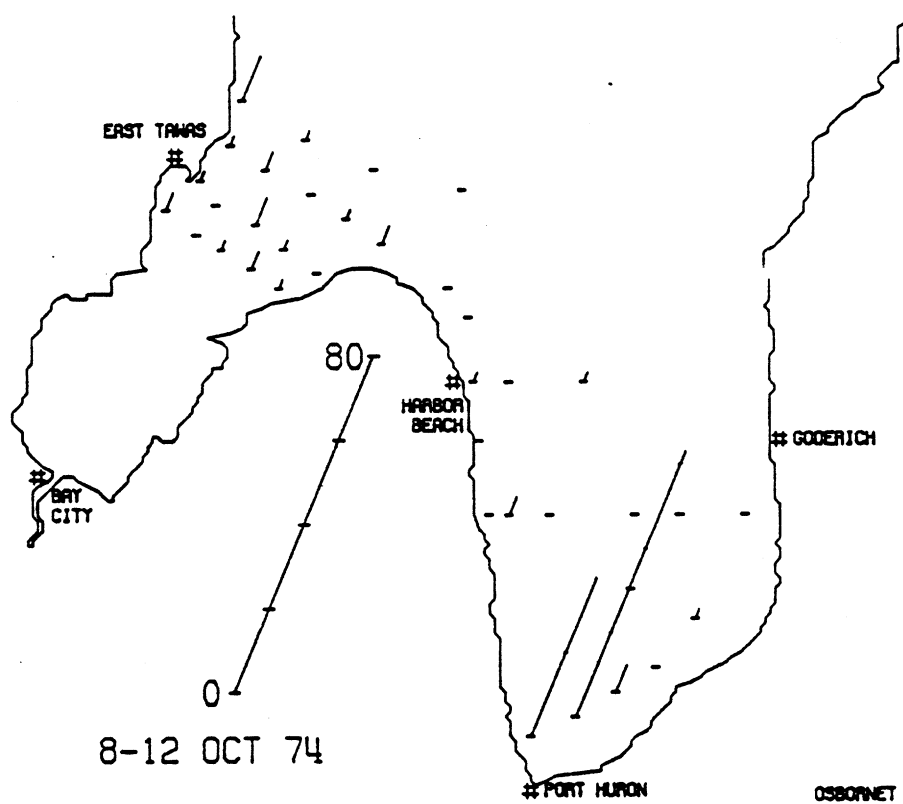 EAST TAWAS
80
HARBOR
BEACH
GODERICH
BAY
CITY
0
8-12 OCT 74
PORT HURON
OSBORNET